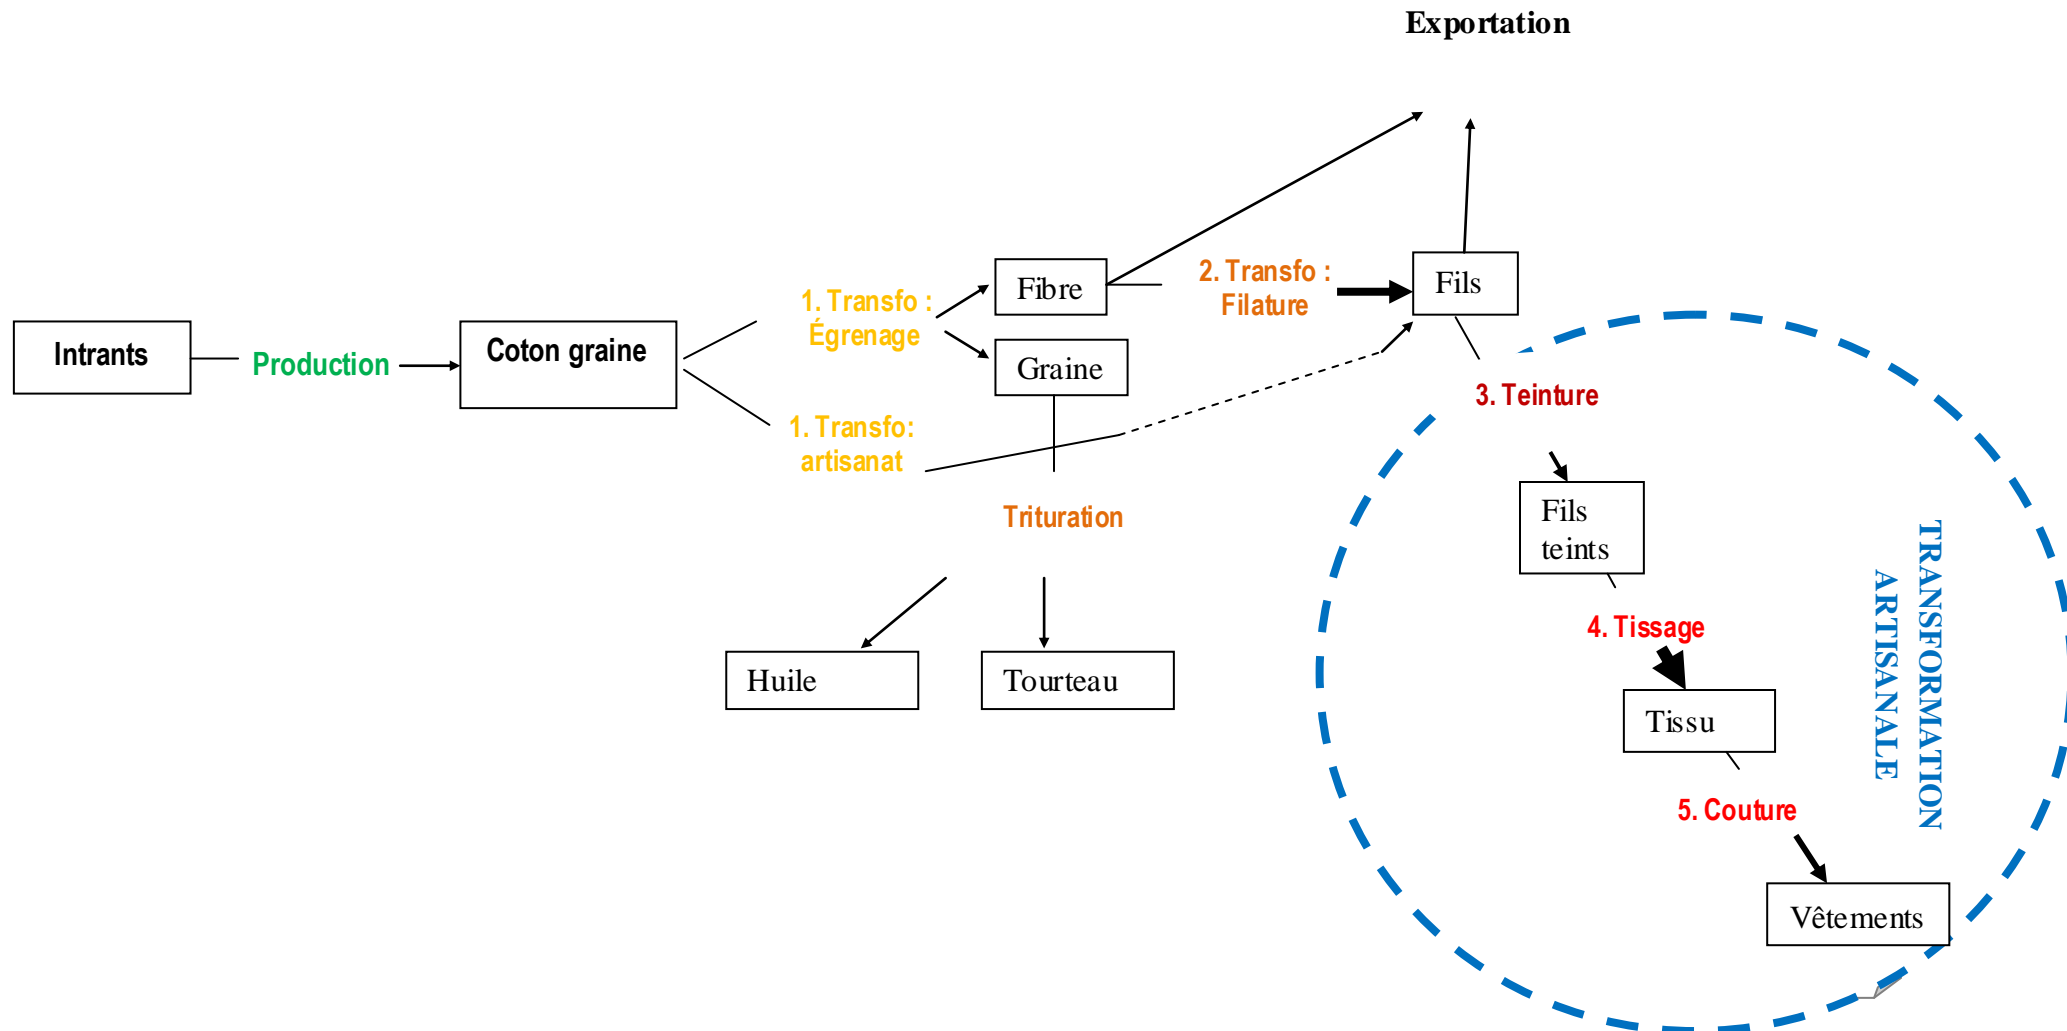 Exportation
Intrants
Production
Coton graine
1. Transfo :
Égrenage
1. Transfo:
artisanat
Fibre
Graine
2. Transfo :
Filature
Fils
Trituration
Huile
Tourteau
3. Teinture
Fils
teints
4. Tissage
Tissu
5. Couture
Vêtements
TRANSFORMATION
ARTISANALE